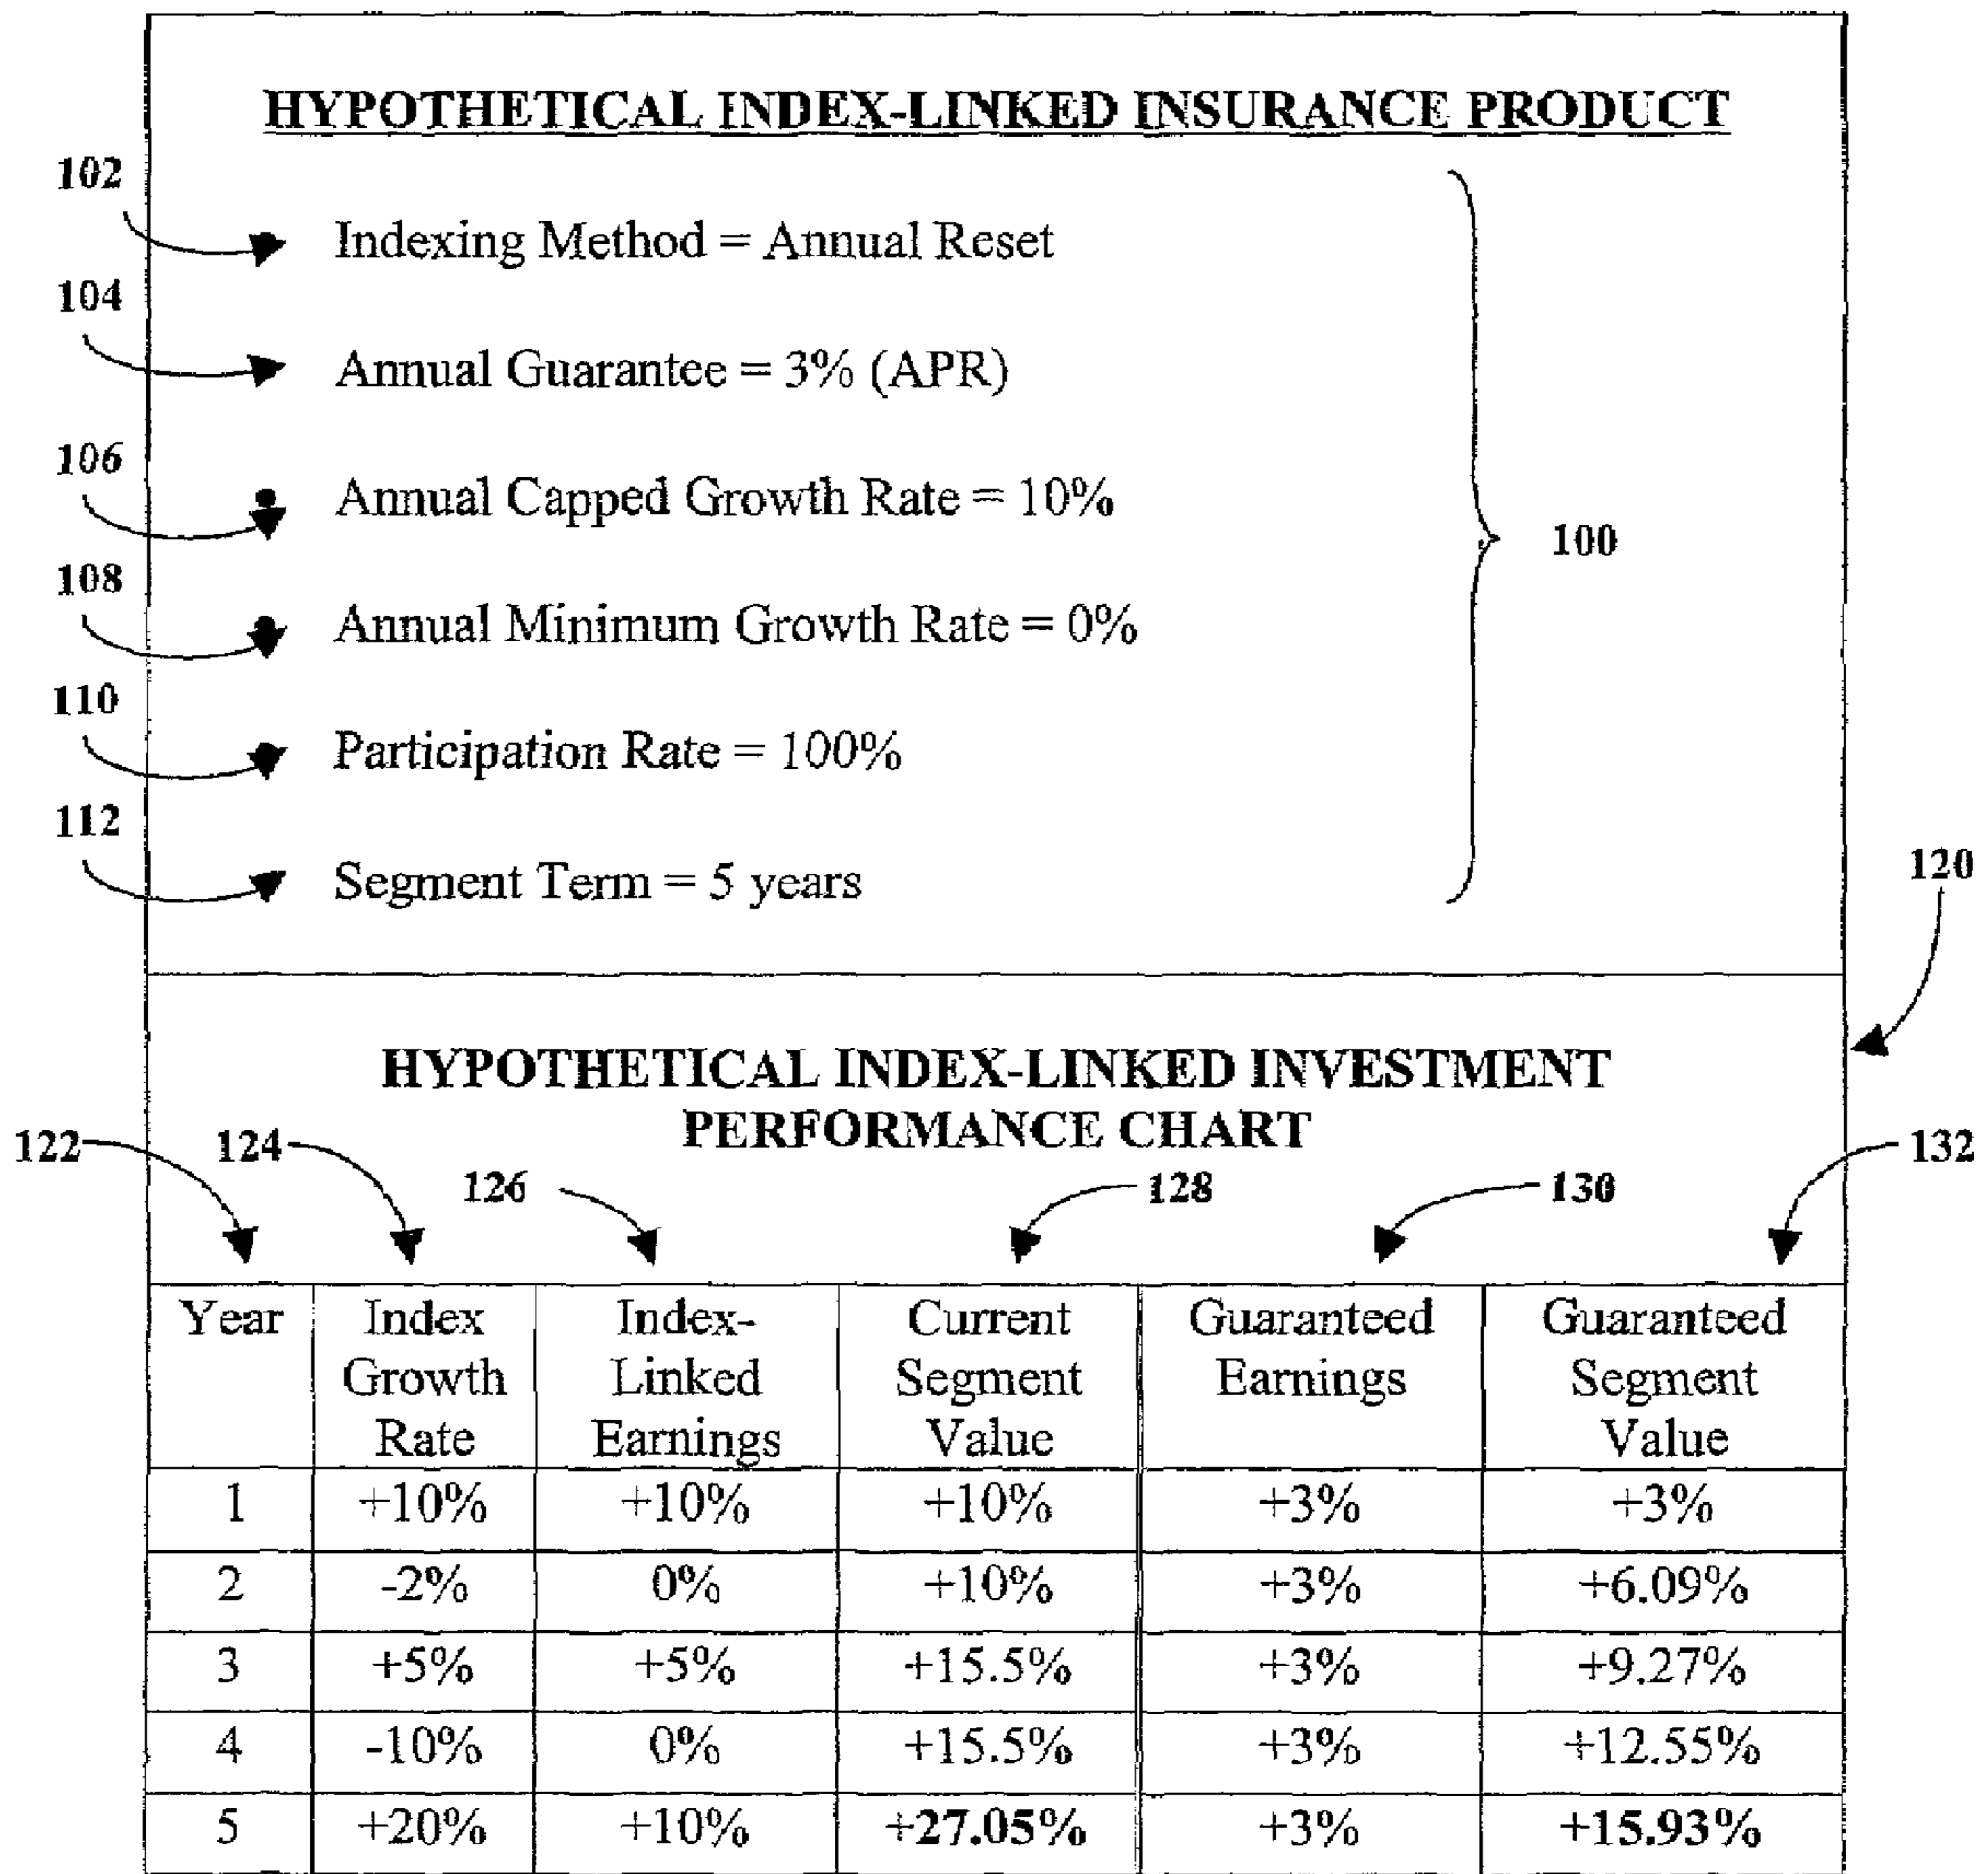 HYPOTHETICAL INDEX-LINKED INSURANCE PRODUCT
102
Indexing Method = Annual Reset
104
Annual Guarantee = 3% (APR)
106
Annual Capped Growth Rate = 10%
100
108
Annual Minimum Growth Rate = 0%
110
Participation Rate = 100%
112
Segment Term = 5 years
120
HYPOTHETICAL INDEX-LINKED INVESTMENT
PERFORMANCE CHART
122 124 126 128 130 132
Year Index Index- Current Guaranteed Guaranteed
Growth Linked Segment Earnings Segment
Rate Earnings Value Value
1 +10% +10% +10% +3% +3%
2 -2% 0% +10% +3% +6.09%
3 +5% +5% +15.5% +3% +9.27%
4 -10% 0% +15.5% +3% +12.55%
5 +20% +10% +27.05% +3% +15.93%